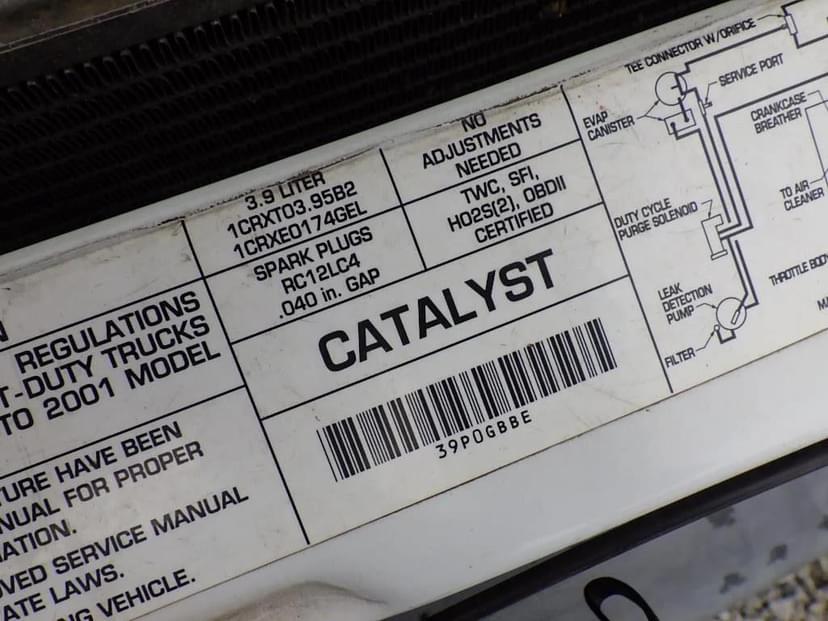 REGULATIONS
T-DUTY TRUCKS
TO 2001 MODEL
TURE HAVE BEEN
NUAL FOR PROPER
ATION.
OVED SERVICE MANUAL
ATE LAWS.
NG VEHICLE.
3.9 LITER
1CRXT03.95B2
1CRXE0174GEL
SPARK PLUGS
RC12LC4
.040 in. GAP
NO
ADJUSTMENTS
NEEDED
TWC, SFI,
HO2S(2), OBDII
CERTIFIED
CATALYST
39P0GBBE
TEE CONNECTOR W/ORIFICE
SERVICE PORT
EVAP
CANISTER
CRANKCASE
BREATHER
TO AIR
CLEANER
DUTY CYCLE
PURGE SOLENOID
THROTTLE BODY
LEAK
DETECTION
PUMP
FILTER